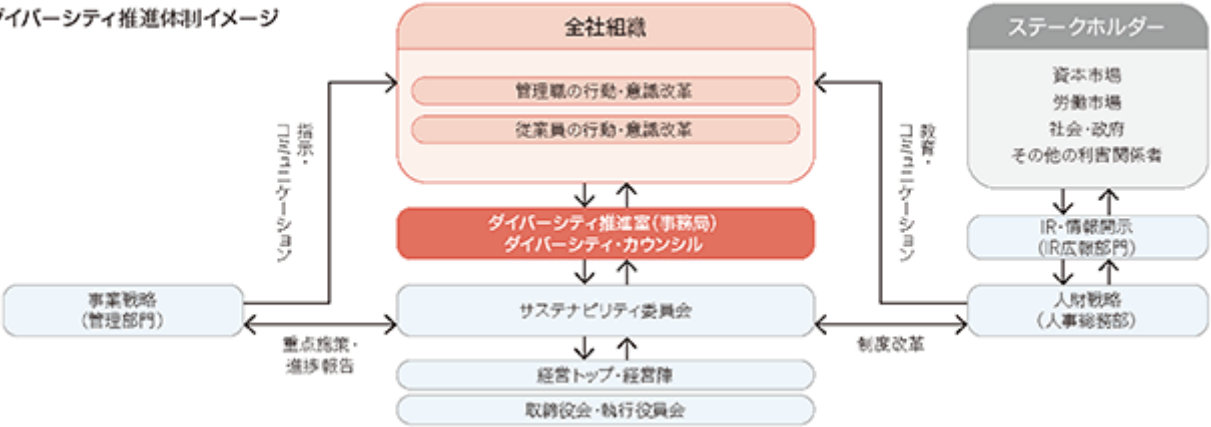 ダイバーシティ推進体制イメージ
全社組織
管理職の行動・意識改革
従業員の行動・意識改革
ステークホルダー
資本市場
労働市場
社会・政府
その他の利害関係者
指示・
コミュニケーション
教育・
コミュニケーション
ダイバーシティ推進室(事務局)
ダイバーシティ・カウンシル
IR・情報開示
(IR広報部門)
事業戦略
(管理部門)
サステナビリティ委員会
人財戦略
(人事総務部)
重点施策・
進捗報告
制度改革
経営トップ・経営陣
取締役会・執行役員会